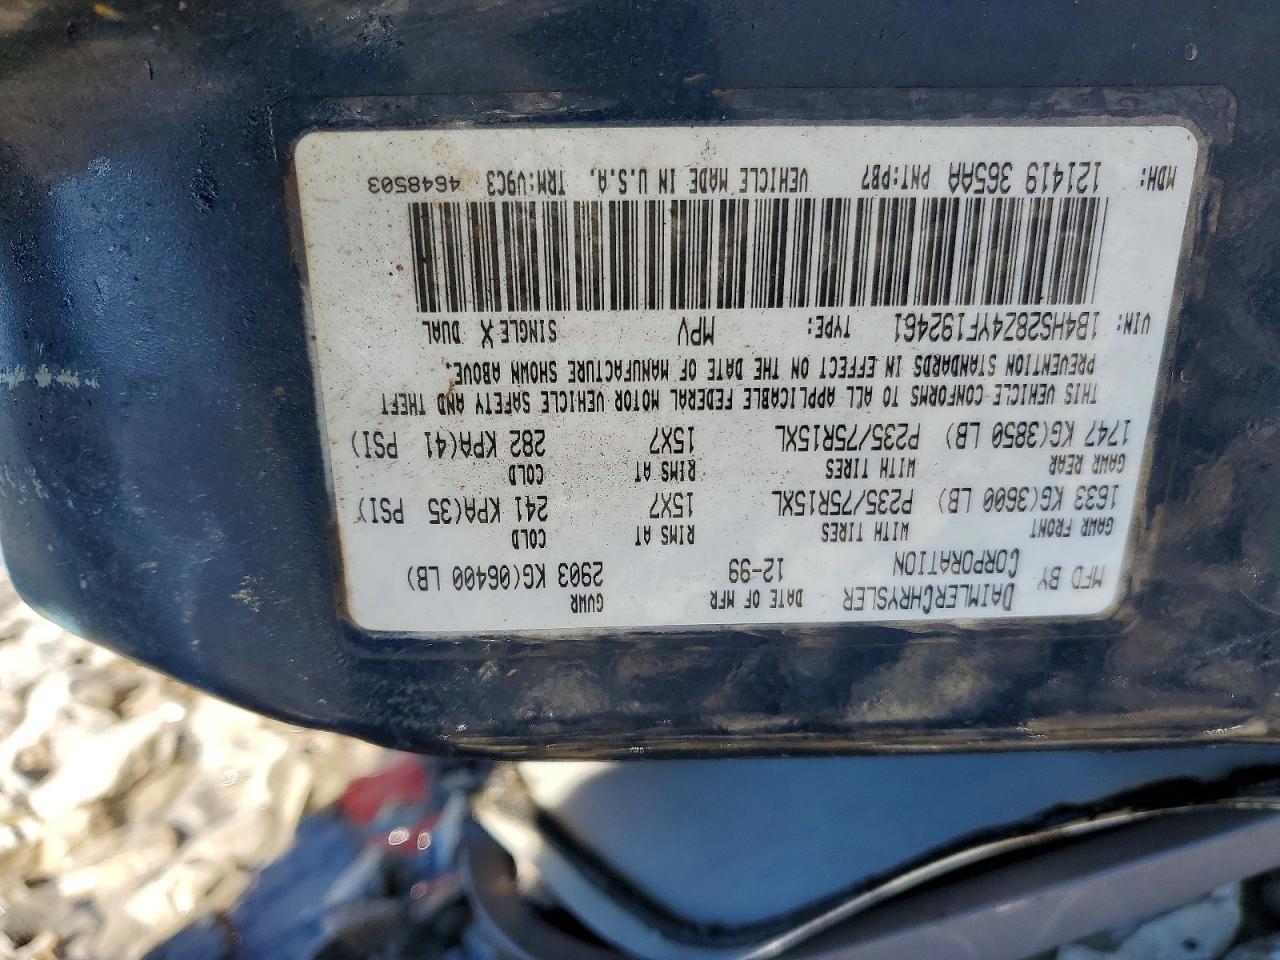 MFD BY DAIMLERCHRYSLER CORPORATION DATE OF MFR 12-99 GVWR 2903 KG(06400 LB)
GAWR FRONT WITH TIRES RIMS AT COLD
1633 KG(3600 LB) P235/75R15XL 15X7 241 KPA(35 PSI)
GAWR REAR WITH TIRES RIMS AT COLD
1747 KG(3850 LB) P235/75R15XL 15X7 282 KPA(41 PSI)
THIS VEHICLE CONFORMS TO ALL APPLICABLE FEDERAL MOTOR VEHICLE SAFETY AND THEFT
PREVENTION STANDARDS IN EFFECT ON THE DATE OF MANUFACTURE SHOWN ABOVE.
VIN: 1B4HS28Z4YF192461 TYPE: MPV SINGLE X DUAL
MDH: 121419 365AA PNT:PB7 VEHICLE MADE IN U.S.A. TRM:V9C3 4648503